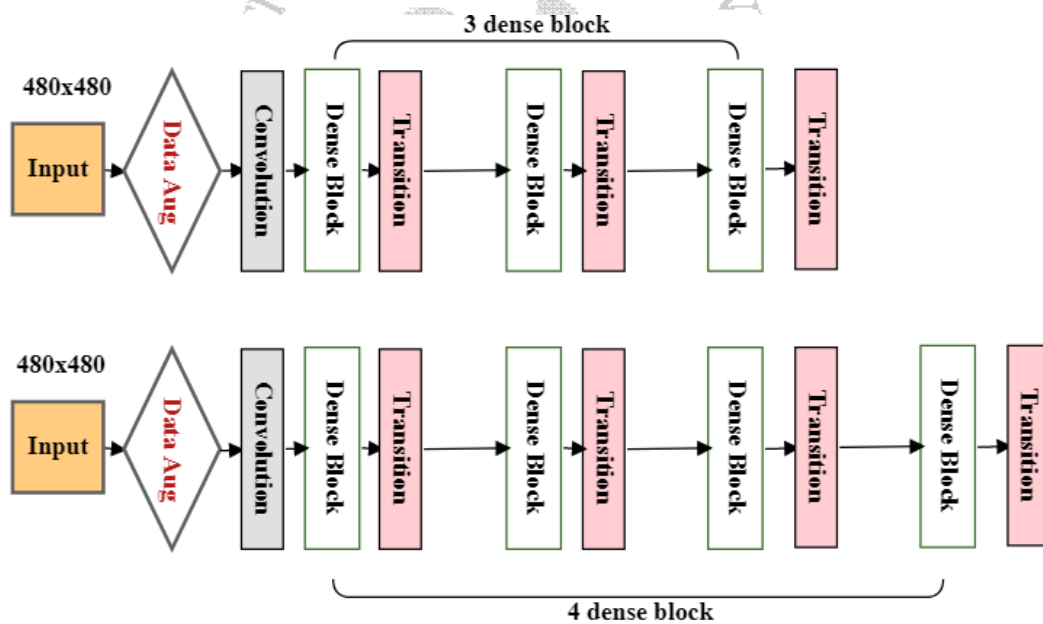 3 dense block
480x480
Input
Data Aug
Convolution
Dense Block
Transition
Dense Block
Transition
Dense Block
Transition
480x480
Input
Data Aug
Convolution
Dense Block
Transition
Dense Block
Transition
Dense Block
Transition
Dense Block
Transition
4 dense block